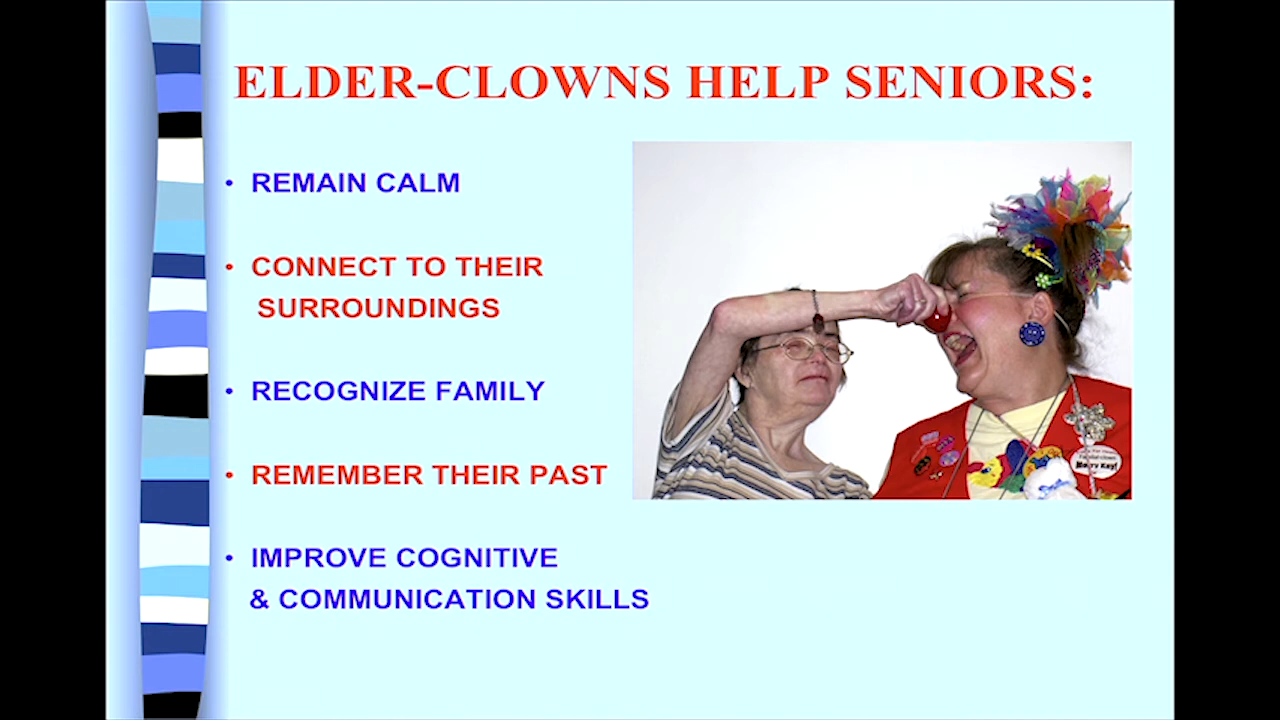 ELDER-CLOWNS HELP SENIORS:
• REMAIN CALM
• CONNECT TO THEIR
SURROUNDINGS
• RECOGNIZE FAMILY
• REMEMBER THEIR PAST
• IMPROVE COGNITIVE
& COMMUNICATION SKILLS